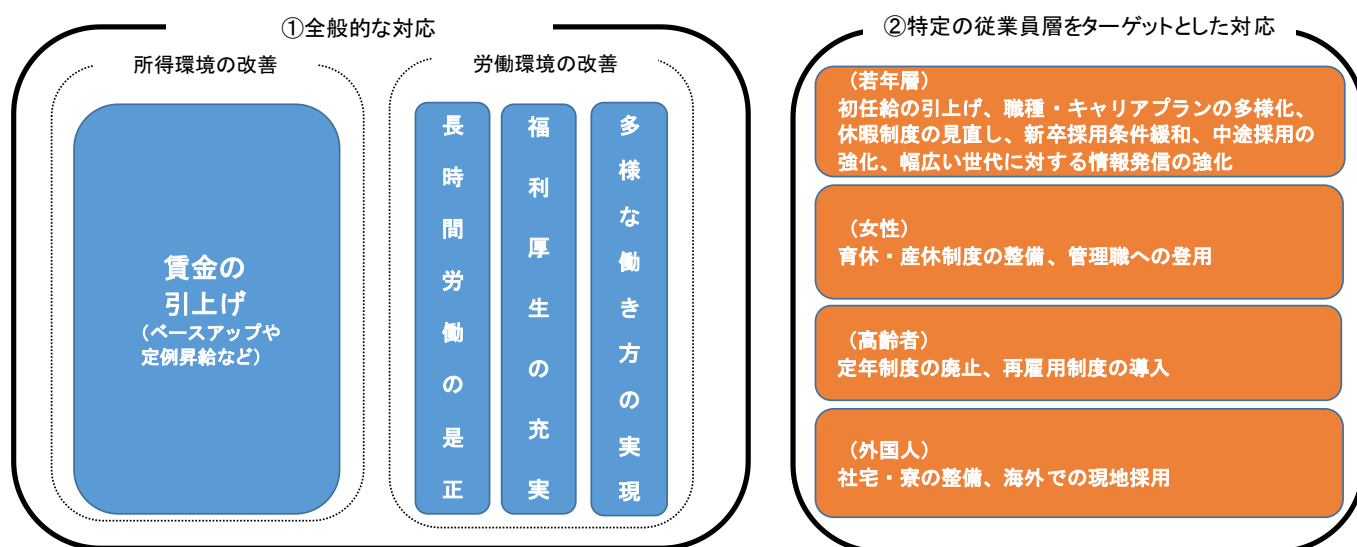 ①全般的な対応
所得環境の改善
賃金の
引上げ
（ベースアップや
定例昇給など）
労働環境の改善
長時間労働の是正
福利厚生の充実
多様な働き方の実現
②特定の従業員層をターゲットとした対応
（若年層）
初任給の引上げ、職種・キャリアプランの多様化、
休暇制度の見直し、新卒採用条件緩和、中途採用の
強化、幅広い世代に対する情報発信の強化
（女性）
育休・産休制度の整備、管理職への登用
（高齢者）
定年制度の廃止、再雇用制度の導入
（外国人）
社宅・寮の整備、海外での現地採用